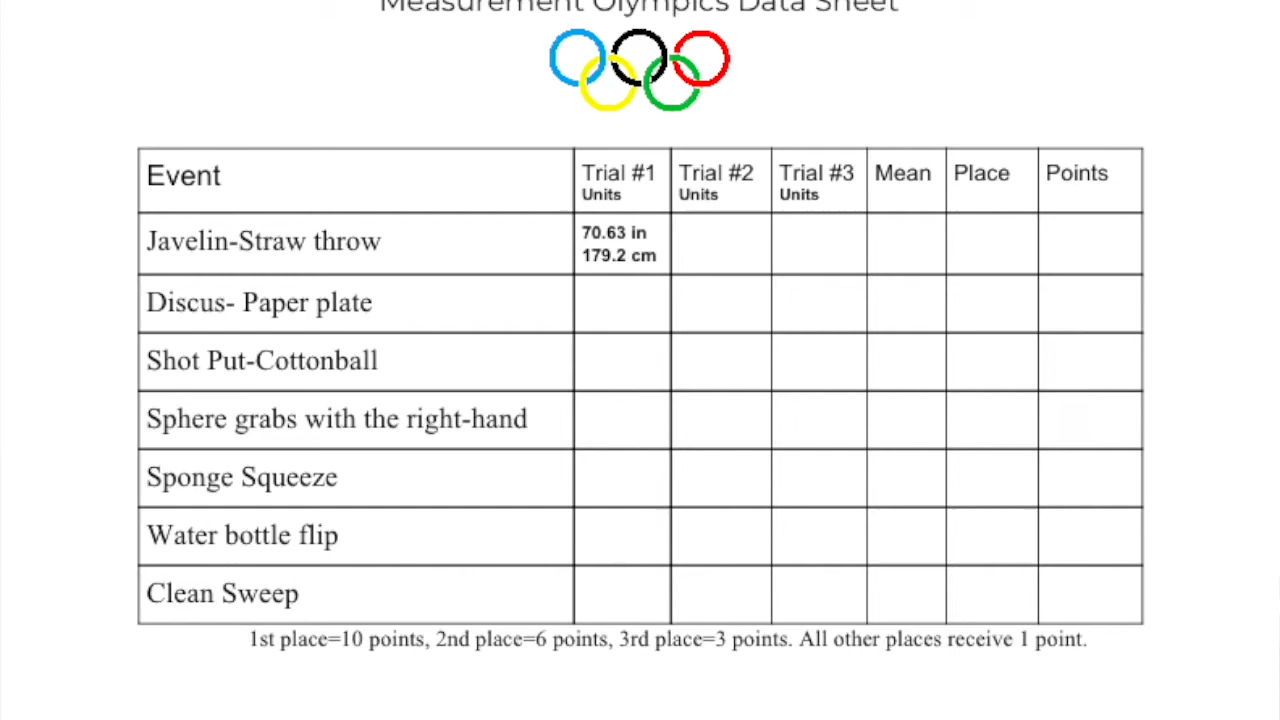 Measurement Olympics Data Sheet
Event Trial #1 Trial #2 Trial #3 Mean Place Points
Units Units Units
Javelin-Straw throw 70.63 in
179.2 cm
Discus- Paper plate
Shot Put-Cottonball
Sphere grabs with the right-hand
Sponge Squeeze
Water bottle flip
Clean Sweep
1st place=10 points, 2nd place=6 points, 3rd place=3 points. All other places receive 1 point.